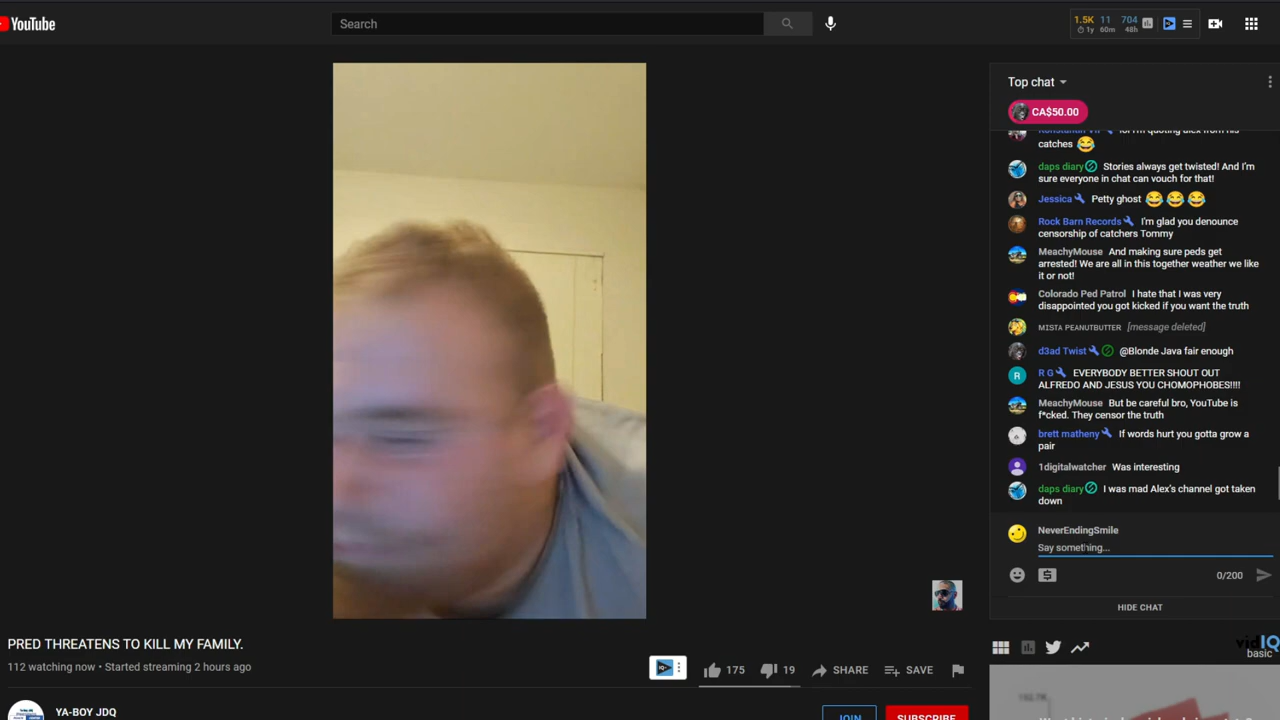 YouTube
Search
1.5K 11 704
1y 60m 48h
Top chat
CA$50.00
catches
daps diary Stories always get twisted! And I'm
sure everyone in chat can vouch for that!
Jessica Petty ghost
Rock Barn Records I'm glad you denounce
censorship of catchers Tommy
MeachyMouse And making sure peds get
arrested! We are all in this together weather we like
it or not!
Colorado Ped Patrol I hate that I was very
disappointed you got kicked if you want the truth
MISTA PEANUTBUTTER [message deleted]
d3ad Twist @Blonde Java fair enough
R G EVERYBODY BETTER SHOUT OUT
ALFREDO AND JESUS YOU CHOMOPHOBES!!!!
MeachyMouse But be careful bro, YouTube is
f*cked. They censor the truth
brett matheny If words hurt you gotta grow a
pair
1digitalwatcher Was interesting
daps diary I was mad Alex's channel got taken
down
NeverEndingSmile
Say something...
0/200
HIDE CHAT
PRED THREATENS TO KILL MY FAMILY.
112 watching now • Started streaming 2 hours ago
175 19 SHARE SAVE
vidIQ
basic
YA-BOY JDQ
JOIN SUBSCRIBE